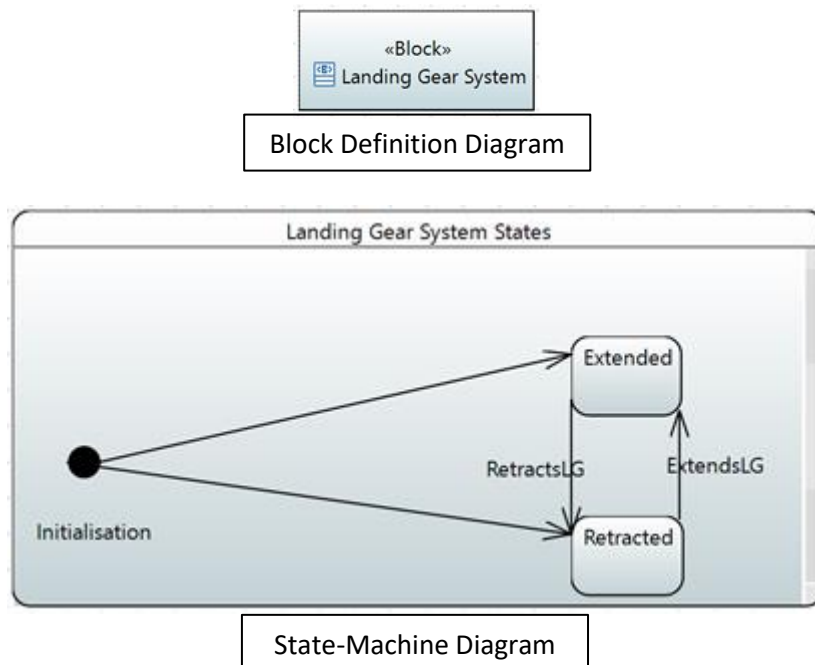 «Block»
Landing Gear System
Block Definition Diagram
Landing Gear System States
Extended
RetractsLG
ExtendsLG
Initialisation
Retracted
State-Machine Diagram